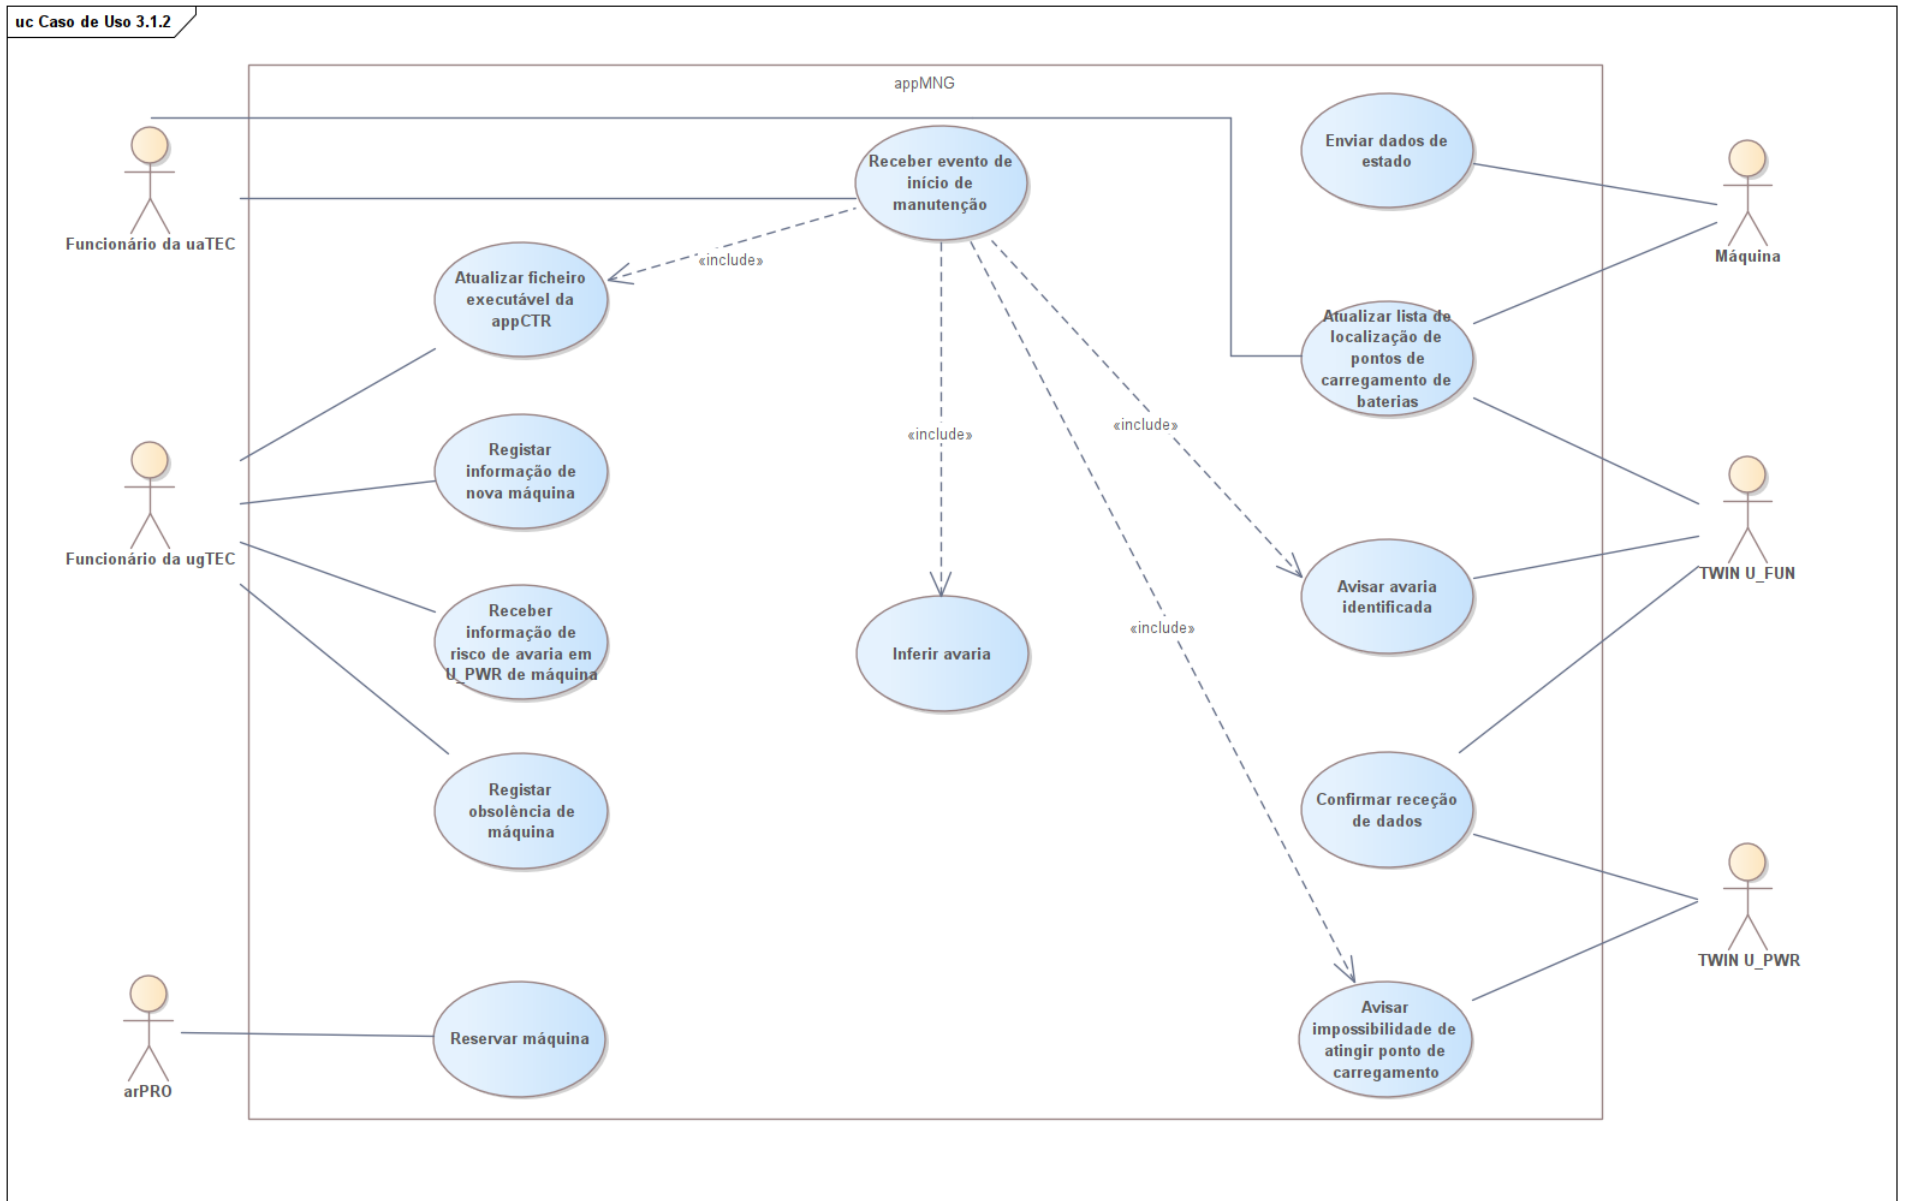 uc Caso de Uso 3.1.2
appMNG
Funcionário da uaTEC
Receber evento de
início de
manutenção
Enviar dados de
estado
Máquina
«include»
Atualizar ficheiro
executável da
appCTR
Atualizar lista de
localização de
pontos de
carregamento de
baterias
«include»
«include»
Registar
informação de
nova máquina
Funcionário da ugTEC
TWIN U_FUN
Avisar avaria
identificada
Receber
informação de
risco de avaria em
U_PWR de máquina
Inferir avaria
«include»
Registar
obsolência de
máquina
Confirmar receção
de dados
TWIN U_PWR
arPRO
Reservar máquina
Avisar
impossibilidade de
atingir ponto de
carregamento